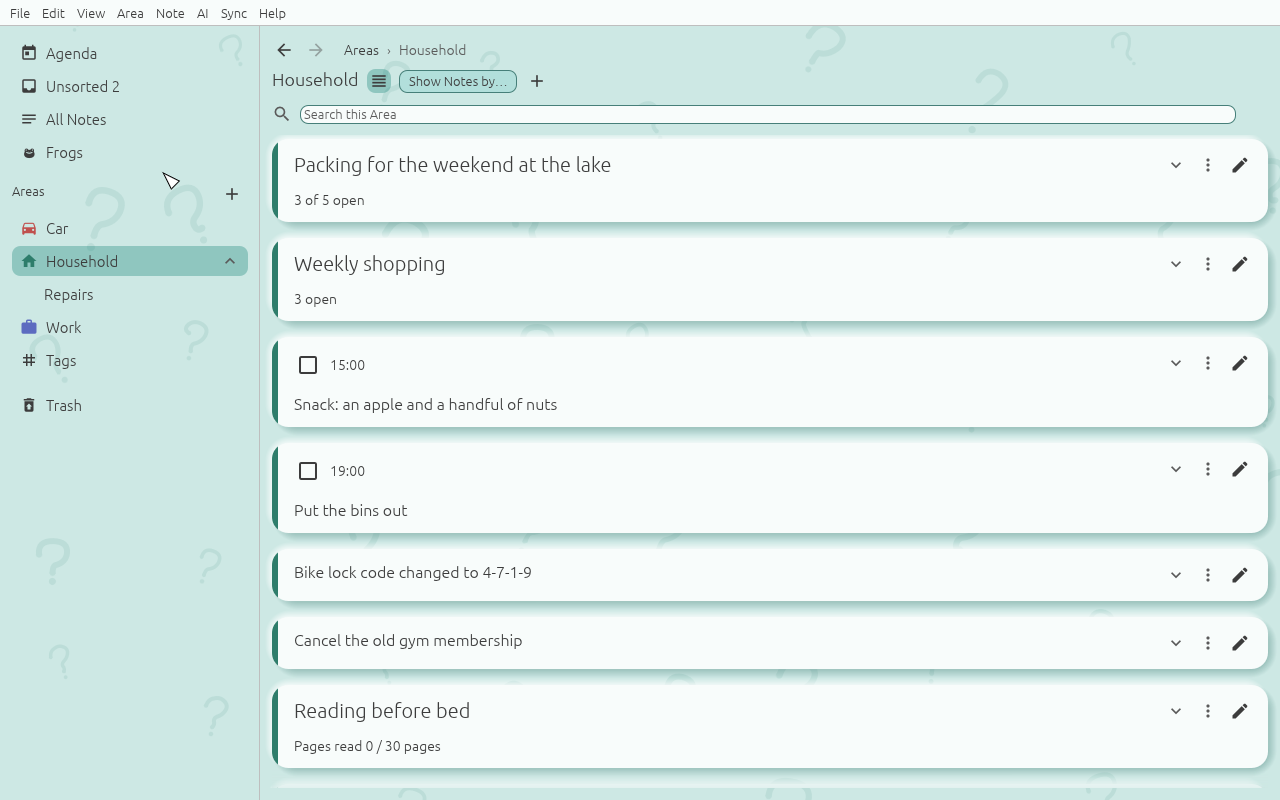 File Edit View Area Note AI Sync Help
Agenda
Unsorted 2
All Notes
Frogs
Areas
Car
Household
Repairs
Work
Tags
Trash
Areas › Household
Household Show Notes by...
Search this Area
Packing for the weekend at the lake
3 of 5 open
Weekly shopping
3 open
15:00
Snack: an apple and a handful of nuts
19:00
Put the bins out
Bike lock code changed to 4-7-1-9
Cancel the old gym membership
Reading before bed
Pages read 0 / 30 pages